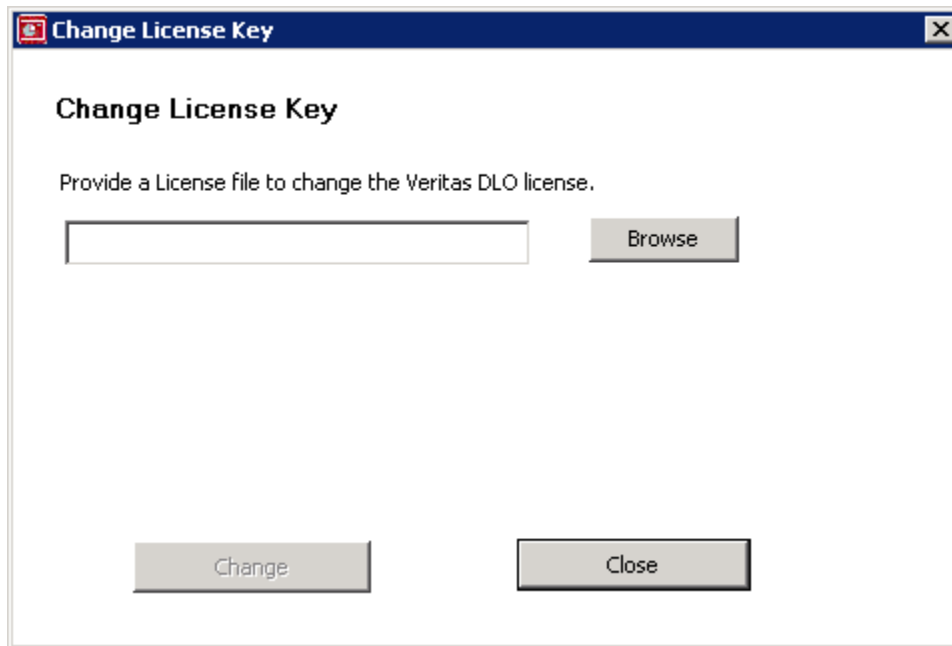 Change License Key
Change License Key
Provide a License file to change the Veritas DLO license.
Browse
Change
Close